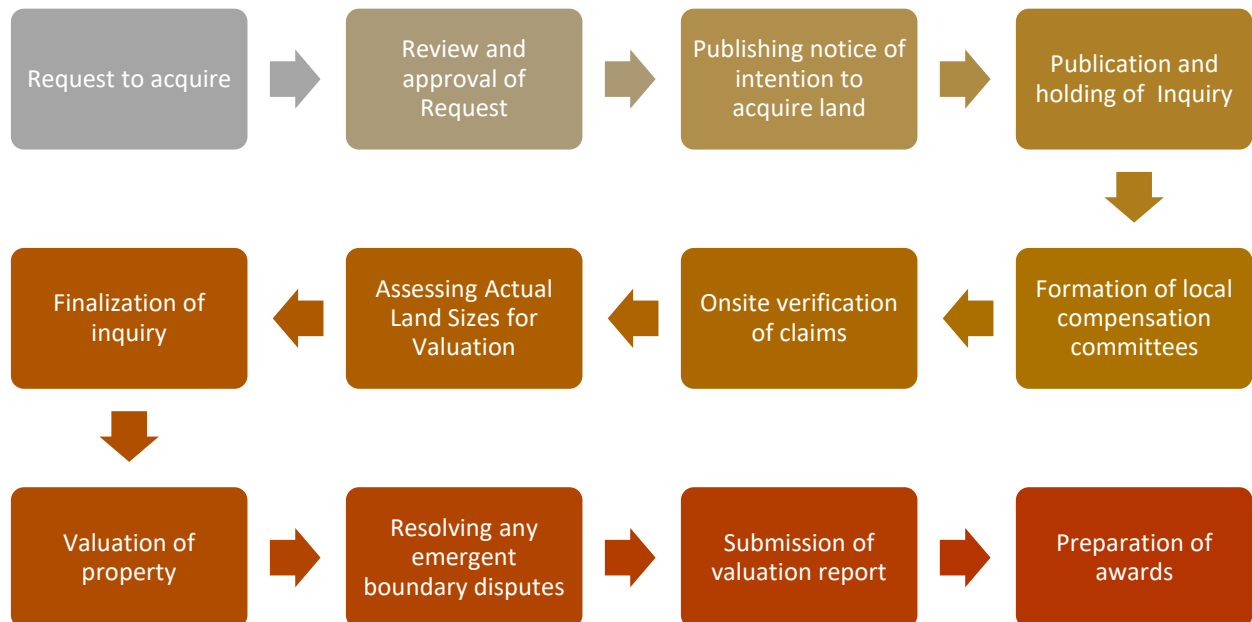 Request to acquire
Review and
approval of
Request
Publishing notice of
intention to
acquire land
Publication and
holding of Inquiry
Formation of local
compensation
committees
Onsite verification
of claims
Assessing Actual
Land Sizes for
Valuation
Finalization of
inquiry
Valuation of
property
Resolving any
emergent
boundary disputes
Submission of
valuation report
Preparation of
awards